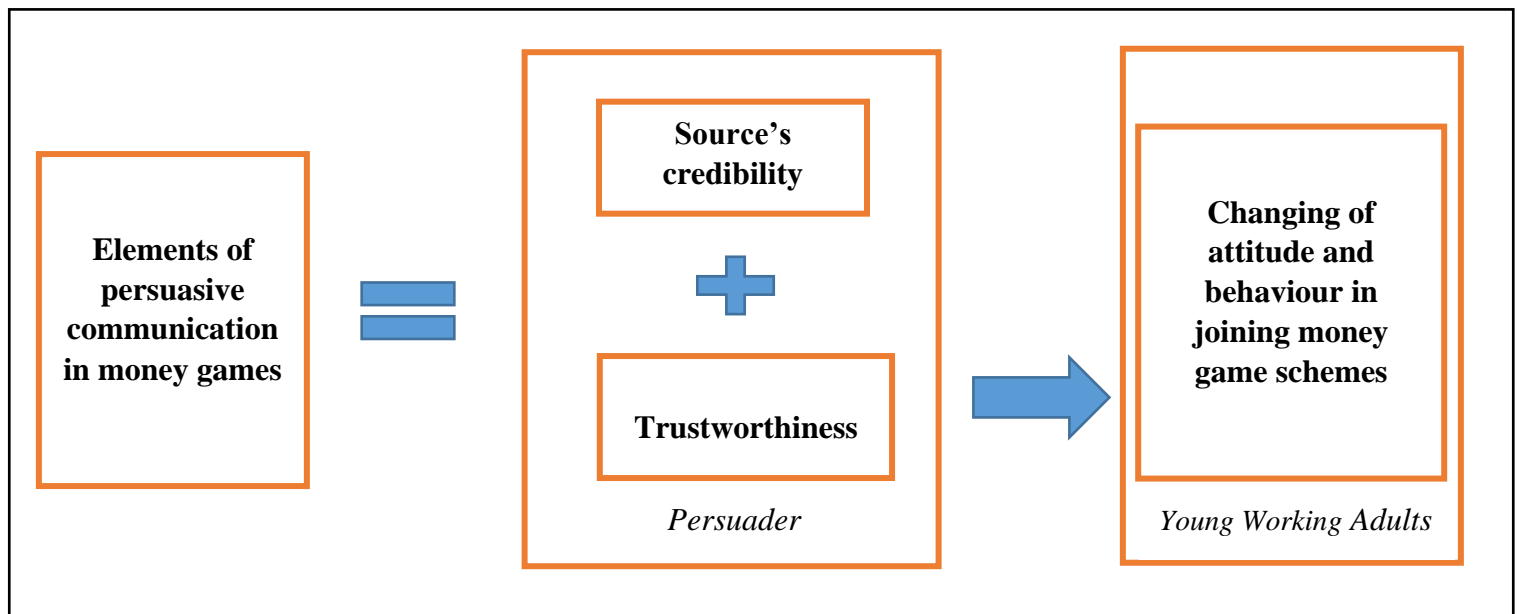 Elements of
persuasive
communication
in money games
Source’s
credibility
Trustworthiness
Persuader
Changing of
attitude and
behaviour in
joining money
game schemes
Young Working Adults